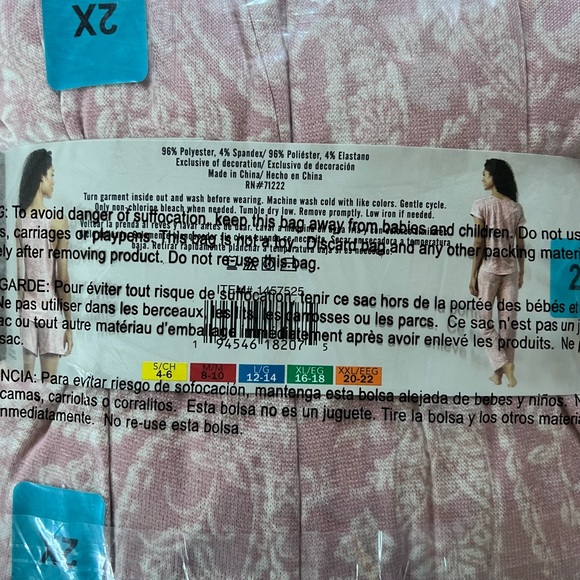 2X
96% Polyester, 4% Spandex/ 96% Poliéster, 4% Elastano
Exclusive of decoration/ Exclusivo de decoración
Made in China/ Hecho en China
RN#71222
Turn garment inside out and wash before wearing. Machine wash cold with like colors. Gentle cycle.
Only non chlorine bleach when needed. Tumble dry low. Remove promptly. Low iron if needed.
G: To avoid danger of suffocation, keep this bag away from babies and children. Do not us
s, carriages or playpens. This bag is not a toy. Discard bag and any other packing mater
ely after removing product. Do not re-use this bag.
ITEM# 1457525
GARDE: Pour éviter tout risque de suffocation, tenir ce sac hors de la portée des bébés et
Ne pas utiliser dans les berceaux, les lits, les carrosses ou les parcs. Ce sac n'est pas un j
ac ou tout autre matériau d'emballage immédiatement après avoir enlevé les produits. Ne
sac.
1 94546 18207 5
S/CH M/M L/G XL/EG XXL/EEG
4-6 8-10 12-14 16-18 20-22
NCIA: Para evitar riesgo de sofocación, mantenga esta bolsa alejada de bebes y niños. N
camas, carriolas o corralitos. Esta bolsa no es un juguete. Tire la bolsa y los otros materia
nmediatamente. No re-use esta bolsa.
2X